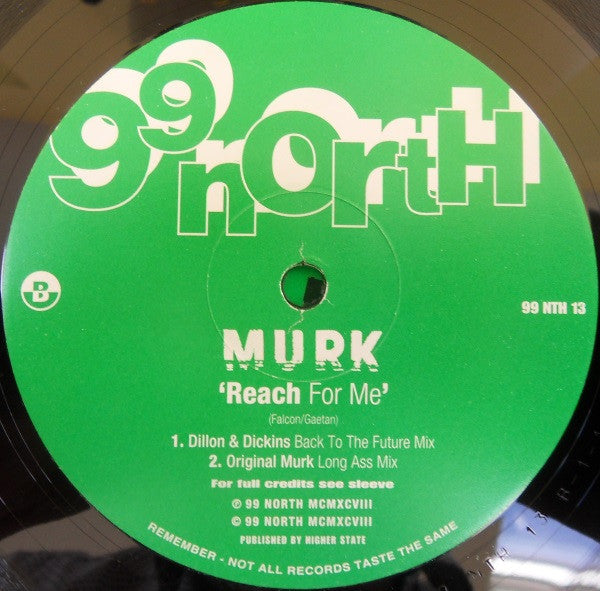 99 north
B
99 NTH 13
MURK
'Reach For Me'
(Falcon/Gaetan)
1. Dillon & Dickins Back To The Future Mix
2. Original Murk Long Ass Mix
For full credits see sleeve
℗ 99 NORTH MCMXCVIII
© 99 NORTH MCMXCVIII
PUBLISHED BY HIGHER STATE
REMEMBER - NOT ALL RECORDS TASTE THE SAME